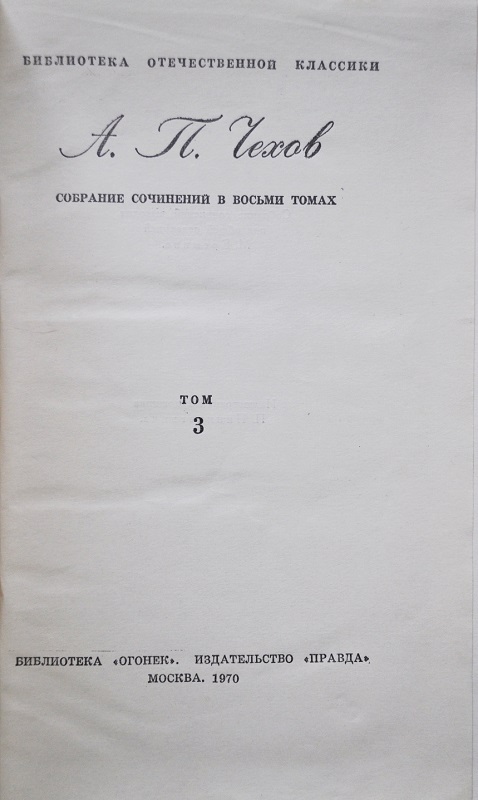 БИБЛИОТЕКА ОТЕЧЕСТВЕННОЙ КЛАССИКИ
А. П. Чехов
СОБРАНИЕ СОЧИНЕНИЙ В ВОСЬМИ ТОМАХ
ТОМ
3
БИБЛИОТЕКА «ОГОНЕК». ИЗДАТЕЛЬСТВО «ПРАВДА».
МОСКВА. 1970